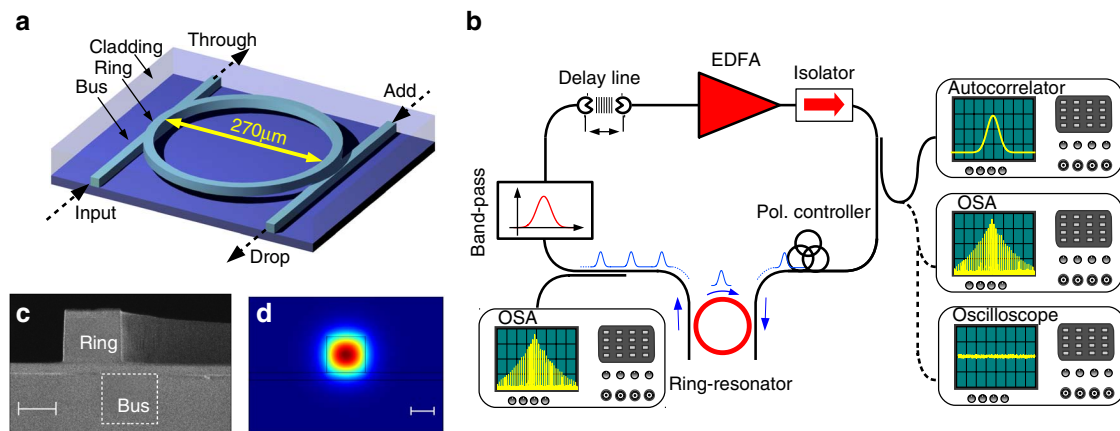 a
Cladding
Ring
Bus
Through
Add
270μm
Input
Drop
b
EDFA
Delay line
Isolator
Band-pass
Pol. controller
Autocorrelator
OSA
Oscilloscope
OSA
Ring-resonator
c
Ring
Bus
d